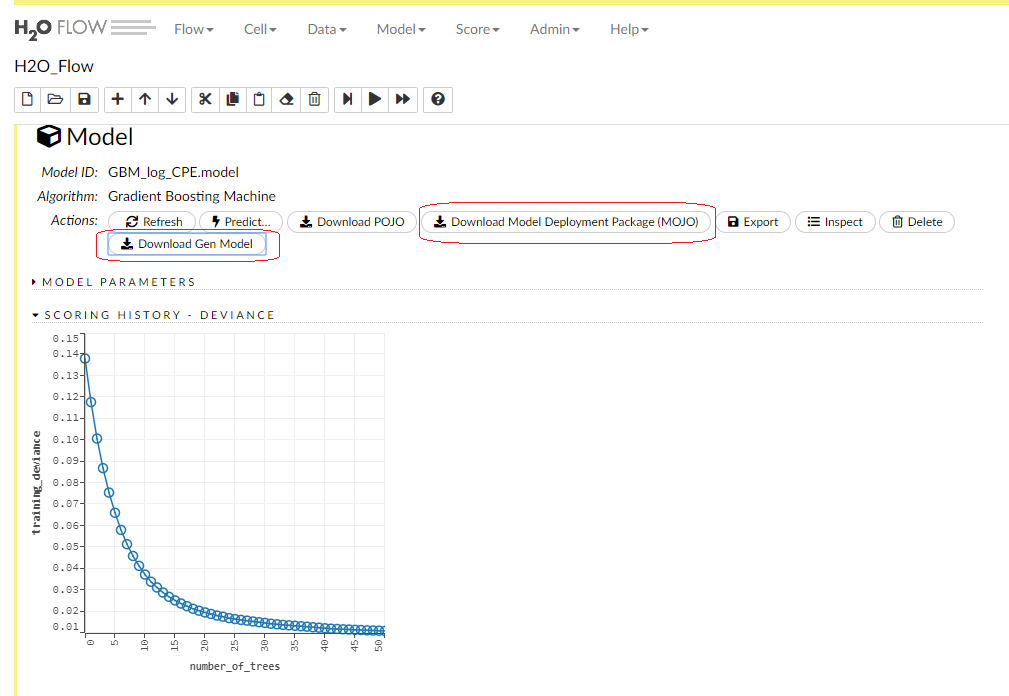 H2O FLOW Flow Cell Data Model Score Admin Help
H2O_Flow
Model
Model ID: GBM_log_CPE.model
Algorithm: Gradient Boosting Machine
Actions: Refresh Predict... Download POJO Download Model Deployment Package (MOJO) Export Inspect Delete
Download Gen Model
MODEL PARAMETERS
SCORING HISTORY - DEVIANCE
0.15
0.14
0.13
0.12
0.11
0.10
0.09
0.08
0.07
0.06
0.05
0.04
0.03
0.02
0.01
training_deviance
0 5 10 15 20 25 30 35 40 45 50
number_of_trees